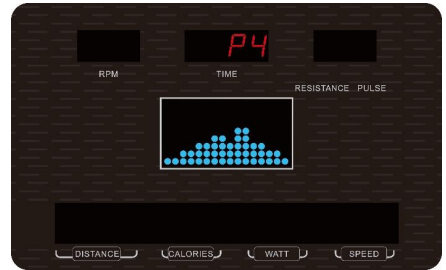 P4
RPM
TIME
RESISTANCE PULSE
DISTANCE
CALORIES
WATT
SPEED